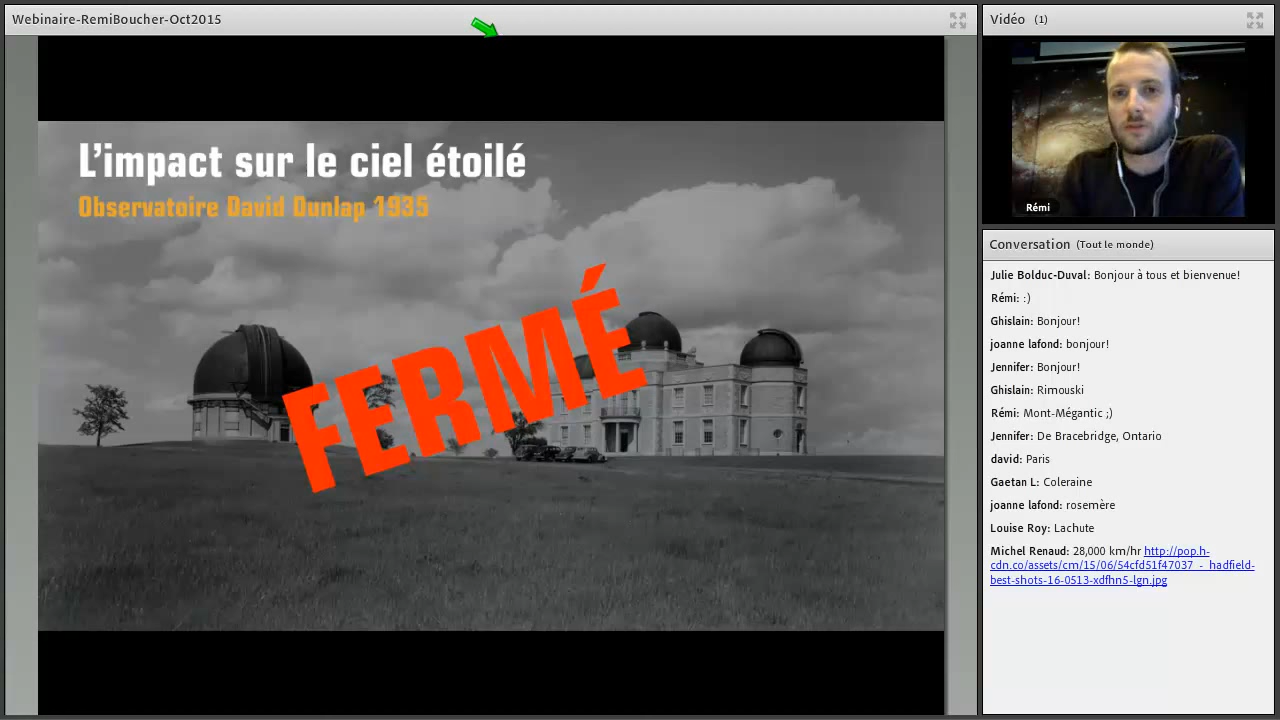 Webinaire-RemiBoucher-Oct2015
L'impact sur le ciel étoilé
Observatoire David Dunlap 1935
FERMÉ
Vidéo (1)
Rémi
Conversation (Tout le monde)
Julie Bolduc-Duval: Bonjour à tous et bienvenue!
Rémi: :)
Ghislain: Bonjour!
joanne lafond: bonjour!
Jennifer: Bonjour!
Ghislain: Rimouski
Rémi: Mont-Mégantic ;)
Jennifer: De Bracebridge, Ontario
david: Paris
Gaetan L: Coleraine
joanne lafond: rosemère
Louise Roy: Lachute
Michel Renaud: 28,000 km/hr http://pop.h-
cdn.co/assets/cm/15/06/54cfd51f47037_-_hadfield-
best-shots-16-0513-xdfhn5-lgn.jpg